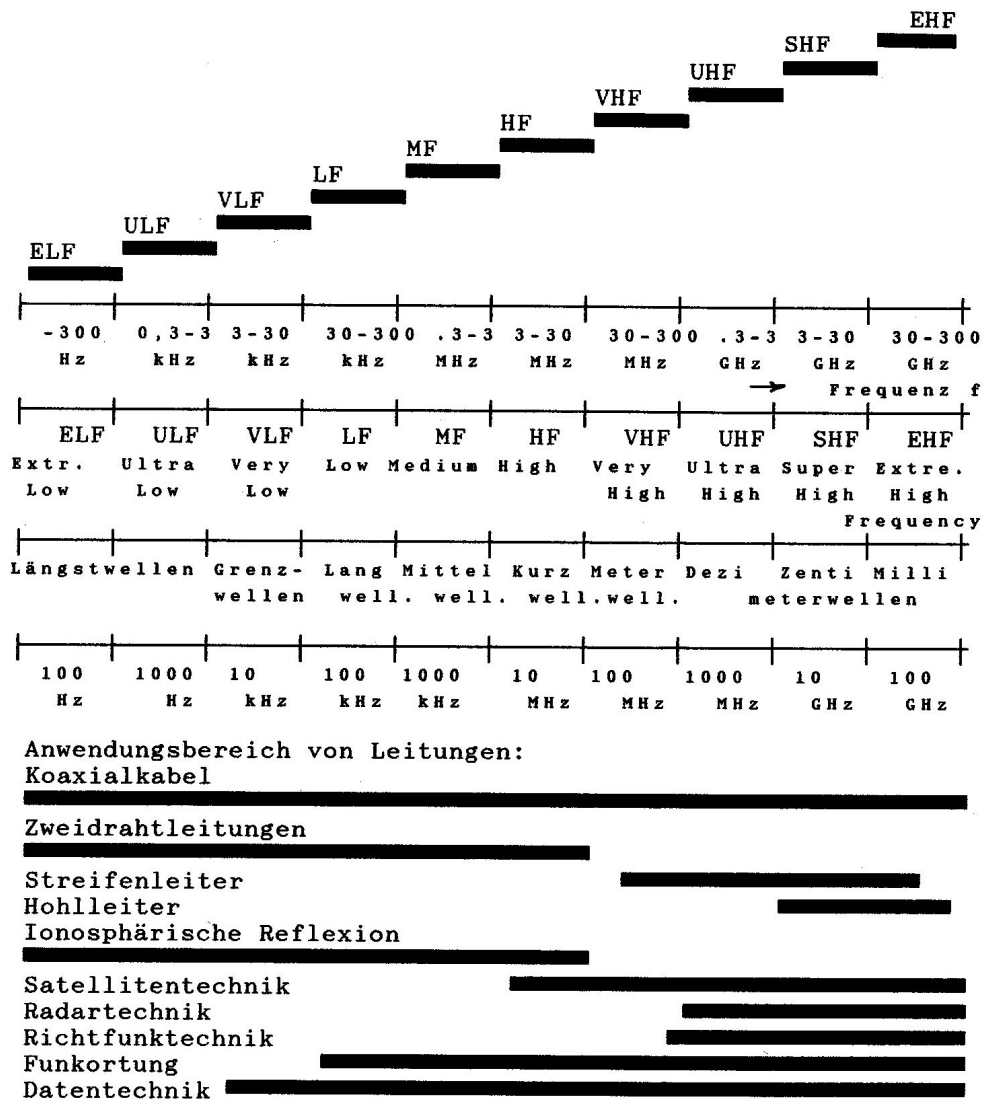 EHF
SHF
UHF
VHF
HF
MF
LF
VLF
ULF
ELF
-300 0,3-3 3-30 30-300 .3-3 3-30 30-300 .3-3 3-30 30-300
Hz kHz kHz kHz MHz MHz MHz GHz GHz GHz
→ Frequenz f
ELF ULF VLF LF MF HF VHF UHF SHF EHF
Extr. Ultra Very Low Medium High Very Ultra Super Extre.
Low Low Low High High High High
Frequency
Längstwellen Grenz- Lang Mittel Kurz Meter Dezi Zenti Milli
wellen well. well. well. well. meterwellen
100 1000 10 100 1000 10 100 1000 10 100
Hz Hz kHz kHz kHz MHz MHz MHz GHz GHz
Anwendungsbereich von Leitungen:
Koaxialkabel
Zweidrahtleitungen
Streifenleiter
Hohlleiter
Ionosphärische Reflexion
Satellitentechnik
Radartechnik
Richtfunktechnik
Funkortung
Datentechnik